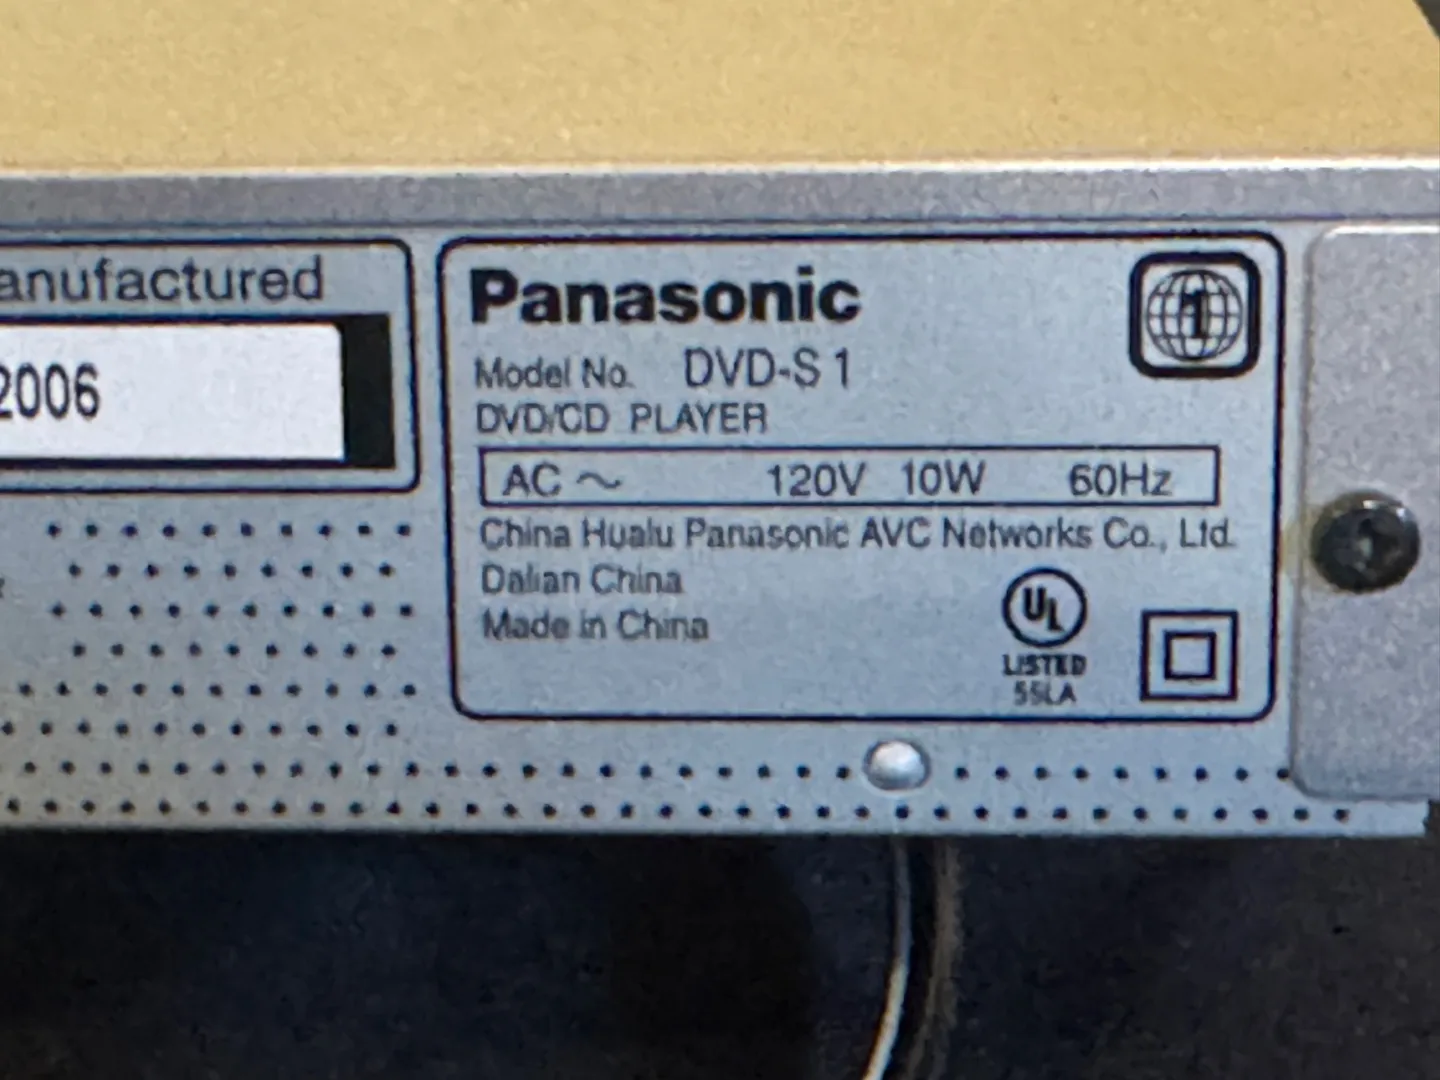 anufactured
2006
Panasonic
1
Model No. DVD-S1
DVD/CD PLAYER
AC ~ 120V 10W 60Hz
China Hualu Panasonic AVC Networks Co., Ltd.
Dalian China
Made in China
UL
LISTED
55LA